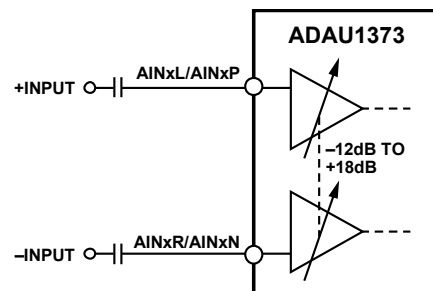 ADAU1373
AINxL/AINxP
+INPUT
–12dB TO
+18dB
AINxR/AINxN
–INPUT